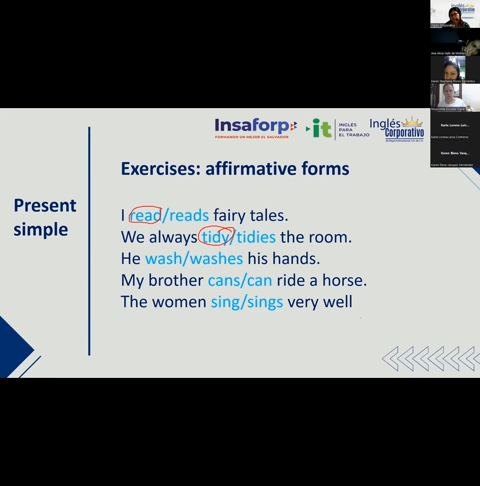 Insaforp
FORMANDO UN MEJOR EL SALVADOR
it
INGLÉS
PARA
EL TRABAJO
Inglés
Corporativo
Exercises: affirmative forms
Present
simple
I read/reads fairy tales.
We always tidy/tidies the room.
He wash/washes his hands.
My brother cans/can ride a horse.
The women sing/sings very well